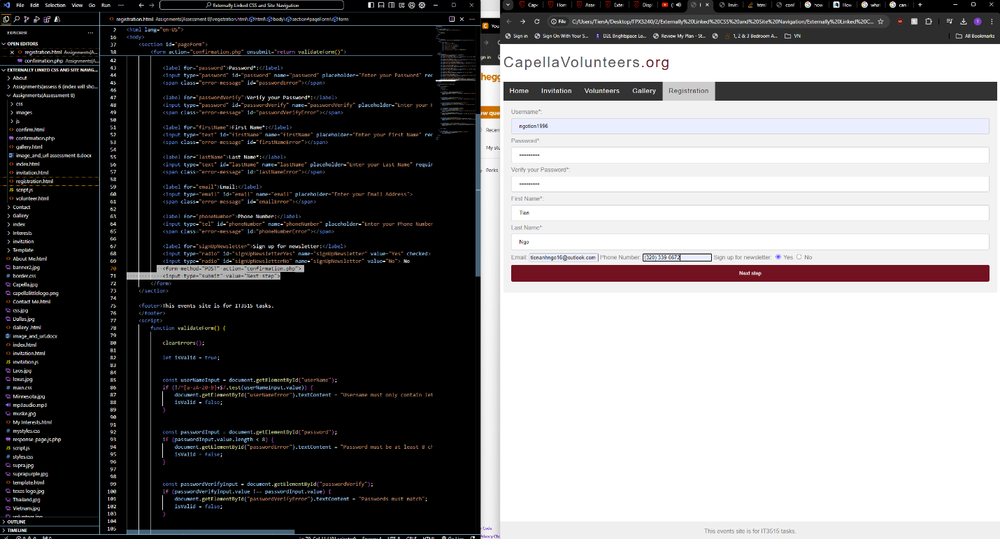 File Edit Selection View Go Run ···
Externally Linked CSS and Site Navigation
EXPLORER
OPEN EDITORS
registration.html Assignments(A...
confirmation.php Assignments(A...
EXTERNALLY LINKED CSS AND SITE NAVIG...
About
Assignments(assess 6 (index will sho...
Assignments(Assessment 8)
css
images
js
confirm.html
confirmation.php
gallery.html
image_and_url assessment 8.docx
index.html
invitation.html
registration.html
script.js
volunteer.html
Contact
Gallery
index
Interests
invitation
Template
About Me.html
banner2.jpg
border.css
Capella.jpg
capellalittlelogo.png
Contact Me.html
css.jpg
Dallas.jpg
Gallery .html
image_and_url.docx
index.html
invitation.html
invitation.js
Laos.jpg
lexus.jpg
main.css
Minnesota.jpg
mp3audio.mp3
muske.jpg
My Interests.html
mystyles.css
response_page.js.php
script.js
styles.css
supra.jpg
suprapurple.jpg
template.html
texas logo.jpg
Thailand.jpg
Vietnam.jpg
OUTLINE
TIMELINE
registration.html Assignments(Assessment 8)\registration.html\html\body\section#pageForm\form
2 <html lang="en-US">
16 <body>
37 <section id="pageForm">
38 <form action="confirmation.php" onsubmit="return validateForm()">
42
43 <label for="password">Password*:</label>
44 <input type="password" id="password" name="password" placeholder="Enter your Password" rec
45 <span class="error-message" id="passwordError"></span>
46
47 <label for="passwordVerify">Verify your Password*:</label>
48 <input type="password" id="passwordVerify" name="passwordVerify" placeholder="Enter your
49 <span class="error-message" id="passwordVerifyError"></span>
50
51 <label for="firstName">First Name*:</label>
52 <input type="text" id="firstName" name="firstName" placeholder="Enter your First Name" rec
53 <span class="error-message" id="firstNameError"></span>
54
55 <label for="lastName">Last Name*:</label>
56 <input type="text" id="lastName" name="lastName" placeholder="Enter your Last Name" requir
57 <span class="error-message" id="lastNameError"></span>
58
59 <label for="email">Email:</label>
60 <input type="email" id="email" name="email" placeholder="Enter your Email Address">
61 <span class="error-message" id="emailError"></span>
62
63 <label for="phoneNumber">Phone Number:</label>
64 <input type="tel" id="phoneNumber" name="phoneNumber" placeholder="Enter your Phone Number
65 <span class="error-message" id="phoneNumberError"></span>
66
67 <label for="signUpNewsletter">Sign up for newsletter:</label>
68 <input type="radio" id="signUpNewsletterYes" name="signUpNewsletter" value="Yes" checked>
69 <input type="radio" id="signUpNewsletterNo" name="signUpNewsletter" value="No"> No
70 <form method="POST" action="confirmation.php">
71 <input type="submit" value="Next step">
72 </form>
73 </section>
74
75 <footer>This events site is for IT3515 tasks.
76 </footer>
77 <script>
78 function validateForm() {
79
80 clearErrors();
81
82 let isValid = true;
83
84
85 const userNameInput = document.getElementById("userName");
86 if (!/^[a-zA-Z0-9]+$/.test(userNameInput.value)) {
87 document.getElementById("userNameError").textContent = "Username must only contain let
88 isValid = false;
89 }
90
91
92 const passwordInput = document.getElementById("password");
93 if (passwordInput.value.length < 8) {
94 document.getElementById("passwordError").textContent = "Password must be at least 8 ch
95 isValid = false;
96 }
97
98
99 const passwordVerifyInput = document.getElementById("passwordVerify");
100 if (passwordVerifyInput.value !== passwordInput.value) {
101 document.getElementById("passwordVerifyError").textContent = "Passwords must match";
102 isValid = false;
103 }
104
105
File C:/Users/TienA/Desktop/FPX3240/2/Externally%20Linked%20CSS%20and%20Site%20Navigation/Externally%20Linked%20C...
Sign in Sign On With Your S... D2L Brightspace Lo... Review My Plan - St... 1, 2 & 3 Bedroom A... VN All Bookmarks
CapellaVolunteers.org
Home Invitation Volunteers Gallery Registration
Username*:
ngotien1996
Password*:
•••••••••••
Verify your Password*:
•••••••••••
First Name*:
Tien
Last Name*:
Ngo
Email: tienanhngo16@outlook.com Phone Number: (320) 339-6672 Sign up for newsletter: Yes No
Next step
This events site is for IT3515 tasks.